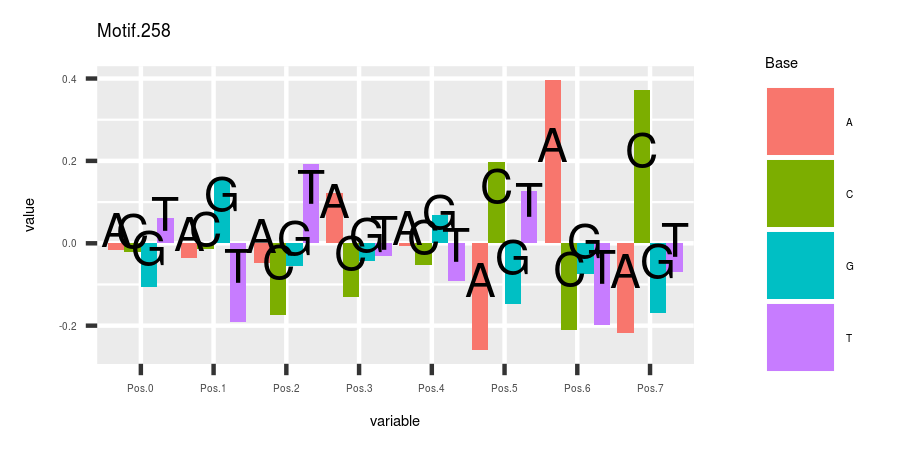 Motif.258
value
0.4
0.2
0.0
-0.2
A C G T A C G T A C G T A C G T A C G T A C G T A C G T A C G T
Pos.0 Pos.1 Pos.2 Pos.3 Pos.4 Pos.5 Pos.6 Pos.7
variable
Base
A
C
G
T